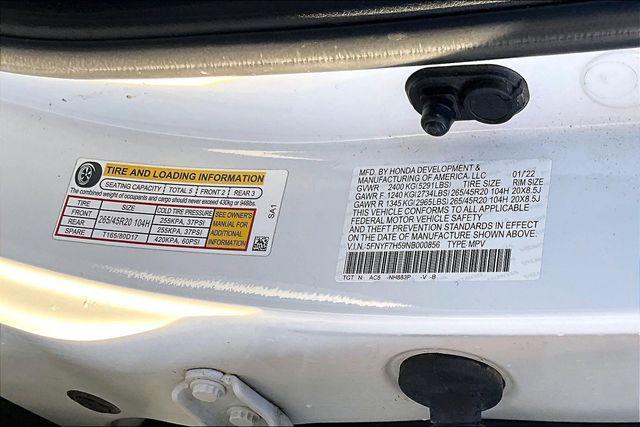 TIRE AND LOADING INFORMATION
SEATING CAPACITY TOTAL 5 FRONT 2 REAR 3
The combined weight of occupants and cargo should never exceed 430kg or 948lbs.
TIRE SIZE COLD TIRE PRESSURE
FRONT 265/45R20 104H 255KPA, 37PSI
REAR 255KPA, 37PSI
SPARE T165/80D17 420KPA, 60PSI
SEE OWNER'S
MANUAL FOR
ADDITIONAL
INFORMATION
SA1
MFD. BY HONDA DEVELOPMENT &
MANUFACTURING OF AMERICA LLC 01/22
GVWR 2400 KG(5291LBS) TIRE SIZE RIM SIZE
GAWR F 1240 KG(2734LBS) 265/45R20 104H 20X8.5J
GAWR R 1345 KG(2965LBS) 265/45R20 104H 20X8.5J
THIS VEHICLE CONFORMS TO ALL APPLICABLE
FEDERAL MOTOR VEHICLE SAFETY
AND THEFT PREVENTION STANDARDS IN EFFECT
ON THE DATE OF MANUFACTURE SHOWN ABOVE.
V.I.N. 5FNYF7H59NB000856 TYPE MPV
TGT N AC5 -NH883P -V -B